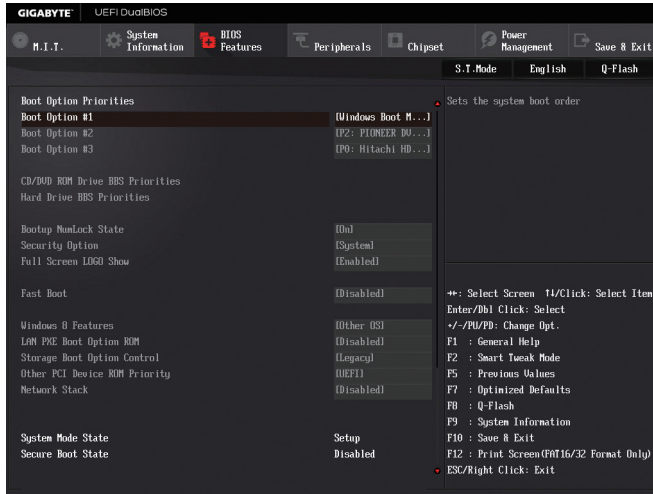 GIGABYTE™ UEFI DualBIOS
M.I.T. System Information BIOS Features Peripherals Chipset Power Management Save & Exit
S.T.Mode English Q-Flash
Boot Option Priorities
Boot Option #1 [Windows Boot M...]
Boot Option #2 [P2: PIONEER DV...]
Boot Option #3 [P0: Hitachi HD...]
CD/DVD ROM Drive BBS Priorities
Hard Drive BBS Priorities
Bootup NumLock State [On]
Security Option [System]
Full Screen LOGO Show [Enabled]
Fast Boot [Disabled]
Windows 8 Features [Other OS]
LAN PXE Boot Option ROM [Disabled]
Storage Boot Option Control [Legacy]
Other PCI Device ROM Priority [UEFI]
Network Stack [Disabled]
System Mode State Setup
Secure Boot State Disabled
Sets the system boot order
→←: Select Screen ↑↓/Click: Select Item
Enter/Dbl Click: Select
+/-/PU/PD: Change Opt.
F1 : General Help
F2 : Smart Tweak Mode
F5 : Previous Values
F7 : Optimized Defaults
F8 : Q-Flash
F9 : System Information
F10 : Save & Exit
F12 : Print Screen(FAT16/32 Format Only)
ESC/Right Click: Exit